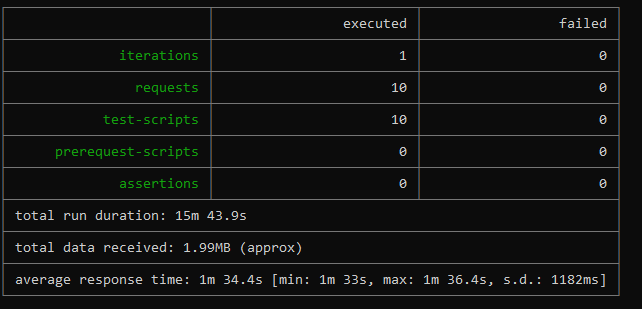 executed failed
iterations 1 0
requests 10 0
test-scripts 10 0
prerequest-scripts 0 0
assertions 0 0
total run duration: 15m 43.9s
total data received: 1.99MB (approx)
average response time: 1m 34.4s [min: 1m 33s, max: 1m 36.4s, s.d.: 1182ms]